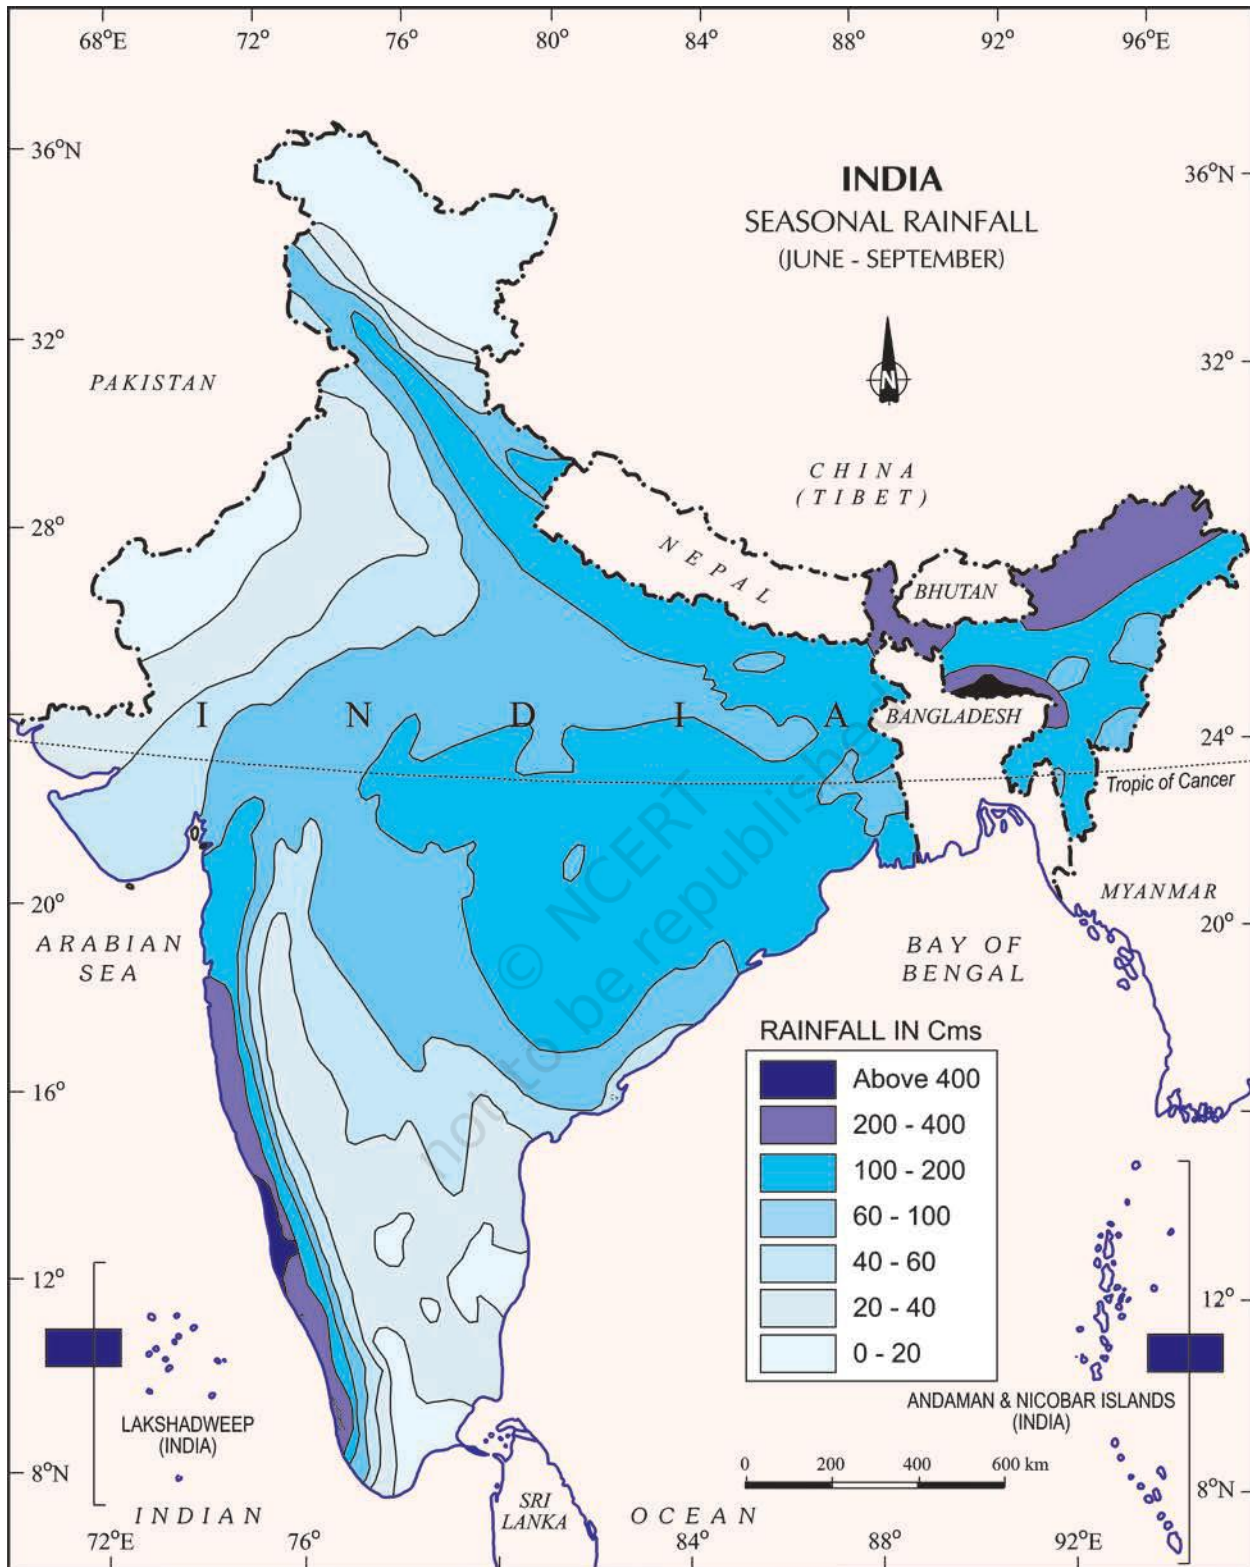 68°E 72° 76° 80° 84° 88° 92° 96°E
36°N
36°N
INDIA
SEASONAL RAINFALL
(JUNE - SEPTEMBER)
N
32°
32°
PAKISTAN
CHINA
(TIBET)
28°
28°
NEPAL
BHUTAN
I N D I A
BANGLADESH
24°
Tropic of Cancer
MYANMAR
20°
20°
ARABIAN
SEA
BAY OF
BENGAL
© NCERT
not to be republished
RAINFALL IN Cms
Above 400
200 - 400
100 - 200
60 - 100
40 - 60
20 - 40
0 - 20
16°
12°
12°
LAKSHADWEEP
(INDIA)
ANDAMAN & NICOBAR ISLANDS
(INDIA)
0 200 400 600 km
8°N
8°N
INDIAN OCEAN
SRI
LANKA
72°E 76° 84° 88° 92°E